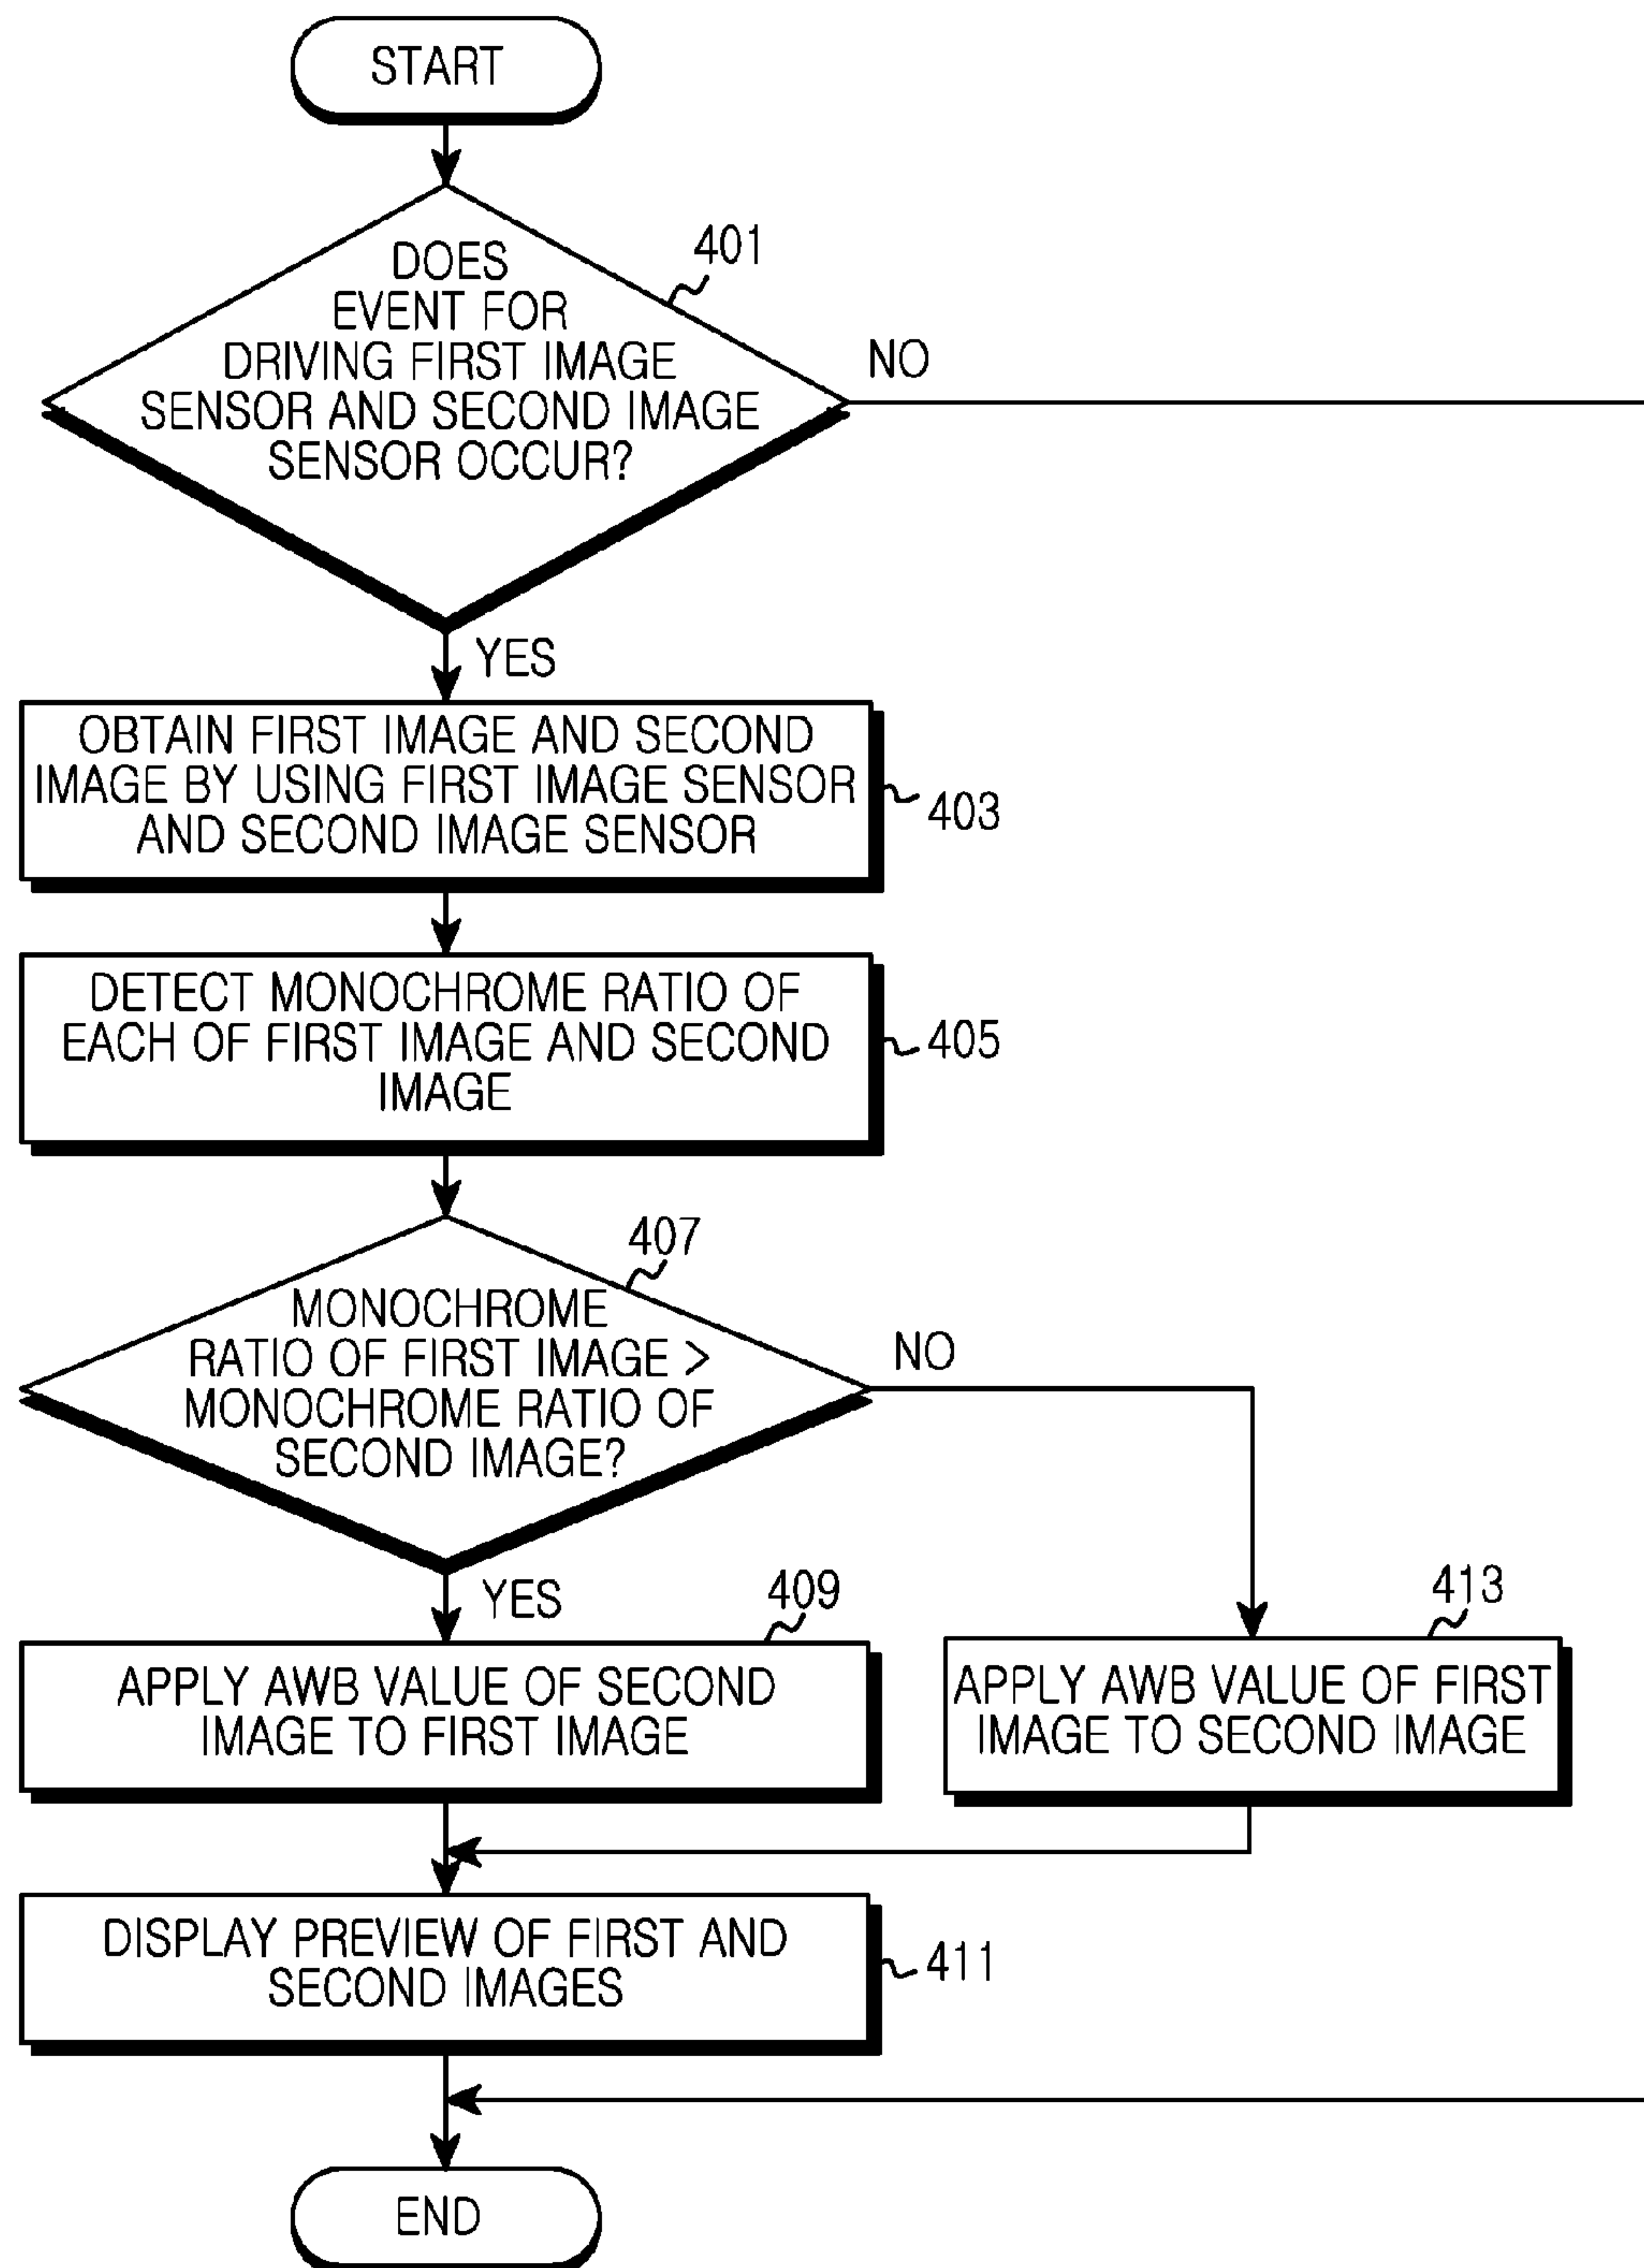 START
401
DOES
EVENT FOR
DRIVING FIRST IMAGE
SENSOR AND SECOND IMAGE
SENSOR OCCUR?
NO
YES
OBTAIN FIRST IMAGE AND SECOND
IMAGE BY USING FIRST IMAGE SENSOR
AND SECOND IMAGE SENSOR
403
DETECT MONOCHROME RATIO OF
EACH OF FIRST IMAGE AND SECOND
IMAGE
405
407
MONOCHROME
RATIO OF FIRST IMAGE >
MONOCHROME RATIO OF
SECOND IMAGE?
NO
YES
409
APPLY AWB VALUE OF SECOND
IMAGE TO FIRST IMAGE
413
APPLY AWB VALUE OF FIRST
IMAGE TO SECOND IMAGE
DISPLAY PREVIEW OF FIRST AND
SECOND IMAGES
411
END